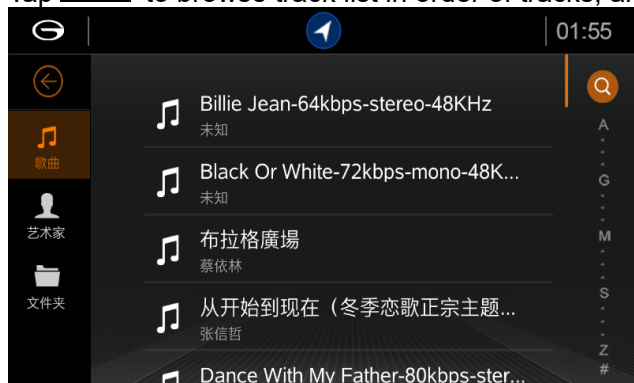 to browse track list in order of tracks, ar
01:55
Billie Jean-64kbps-stereo-48KHz
未知
歌曲
Black Or White-72kbps-mono-48K...
未知
艺术家
布拉格廣場
蔡依林
文件夹
从开始到现在（冬季恋歌正宗主题...
张信哲
Dance With My Father-80kbps-ster...
A
G
M
S
Z
#